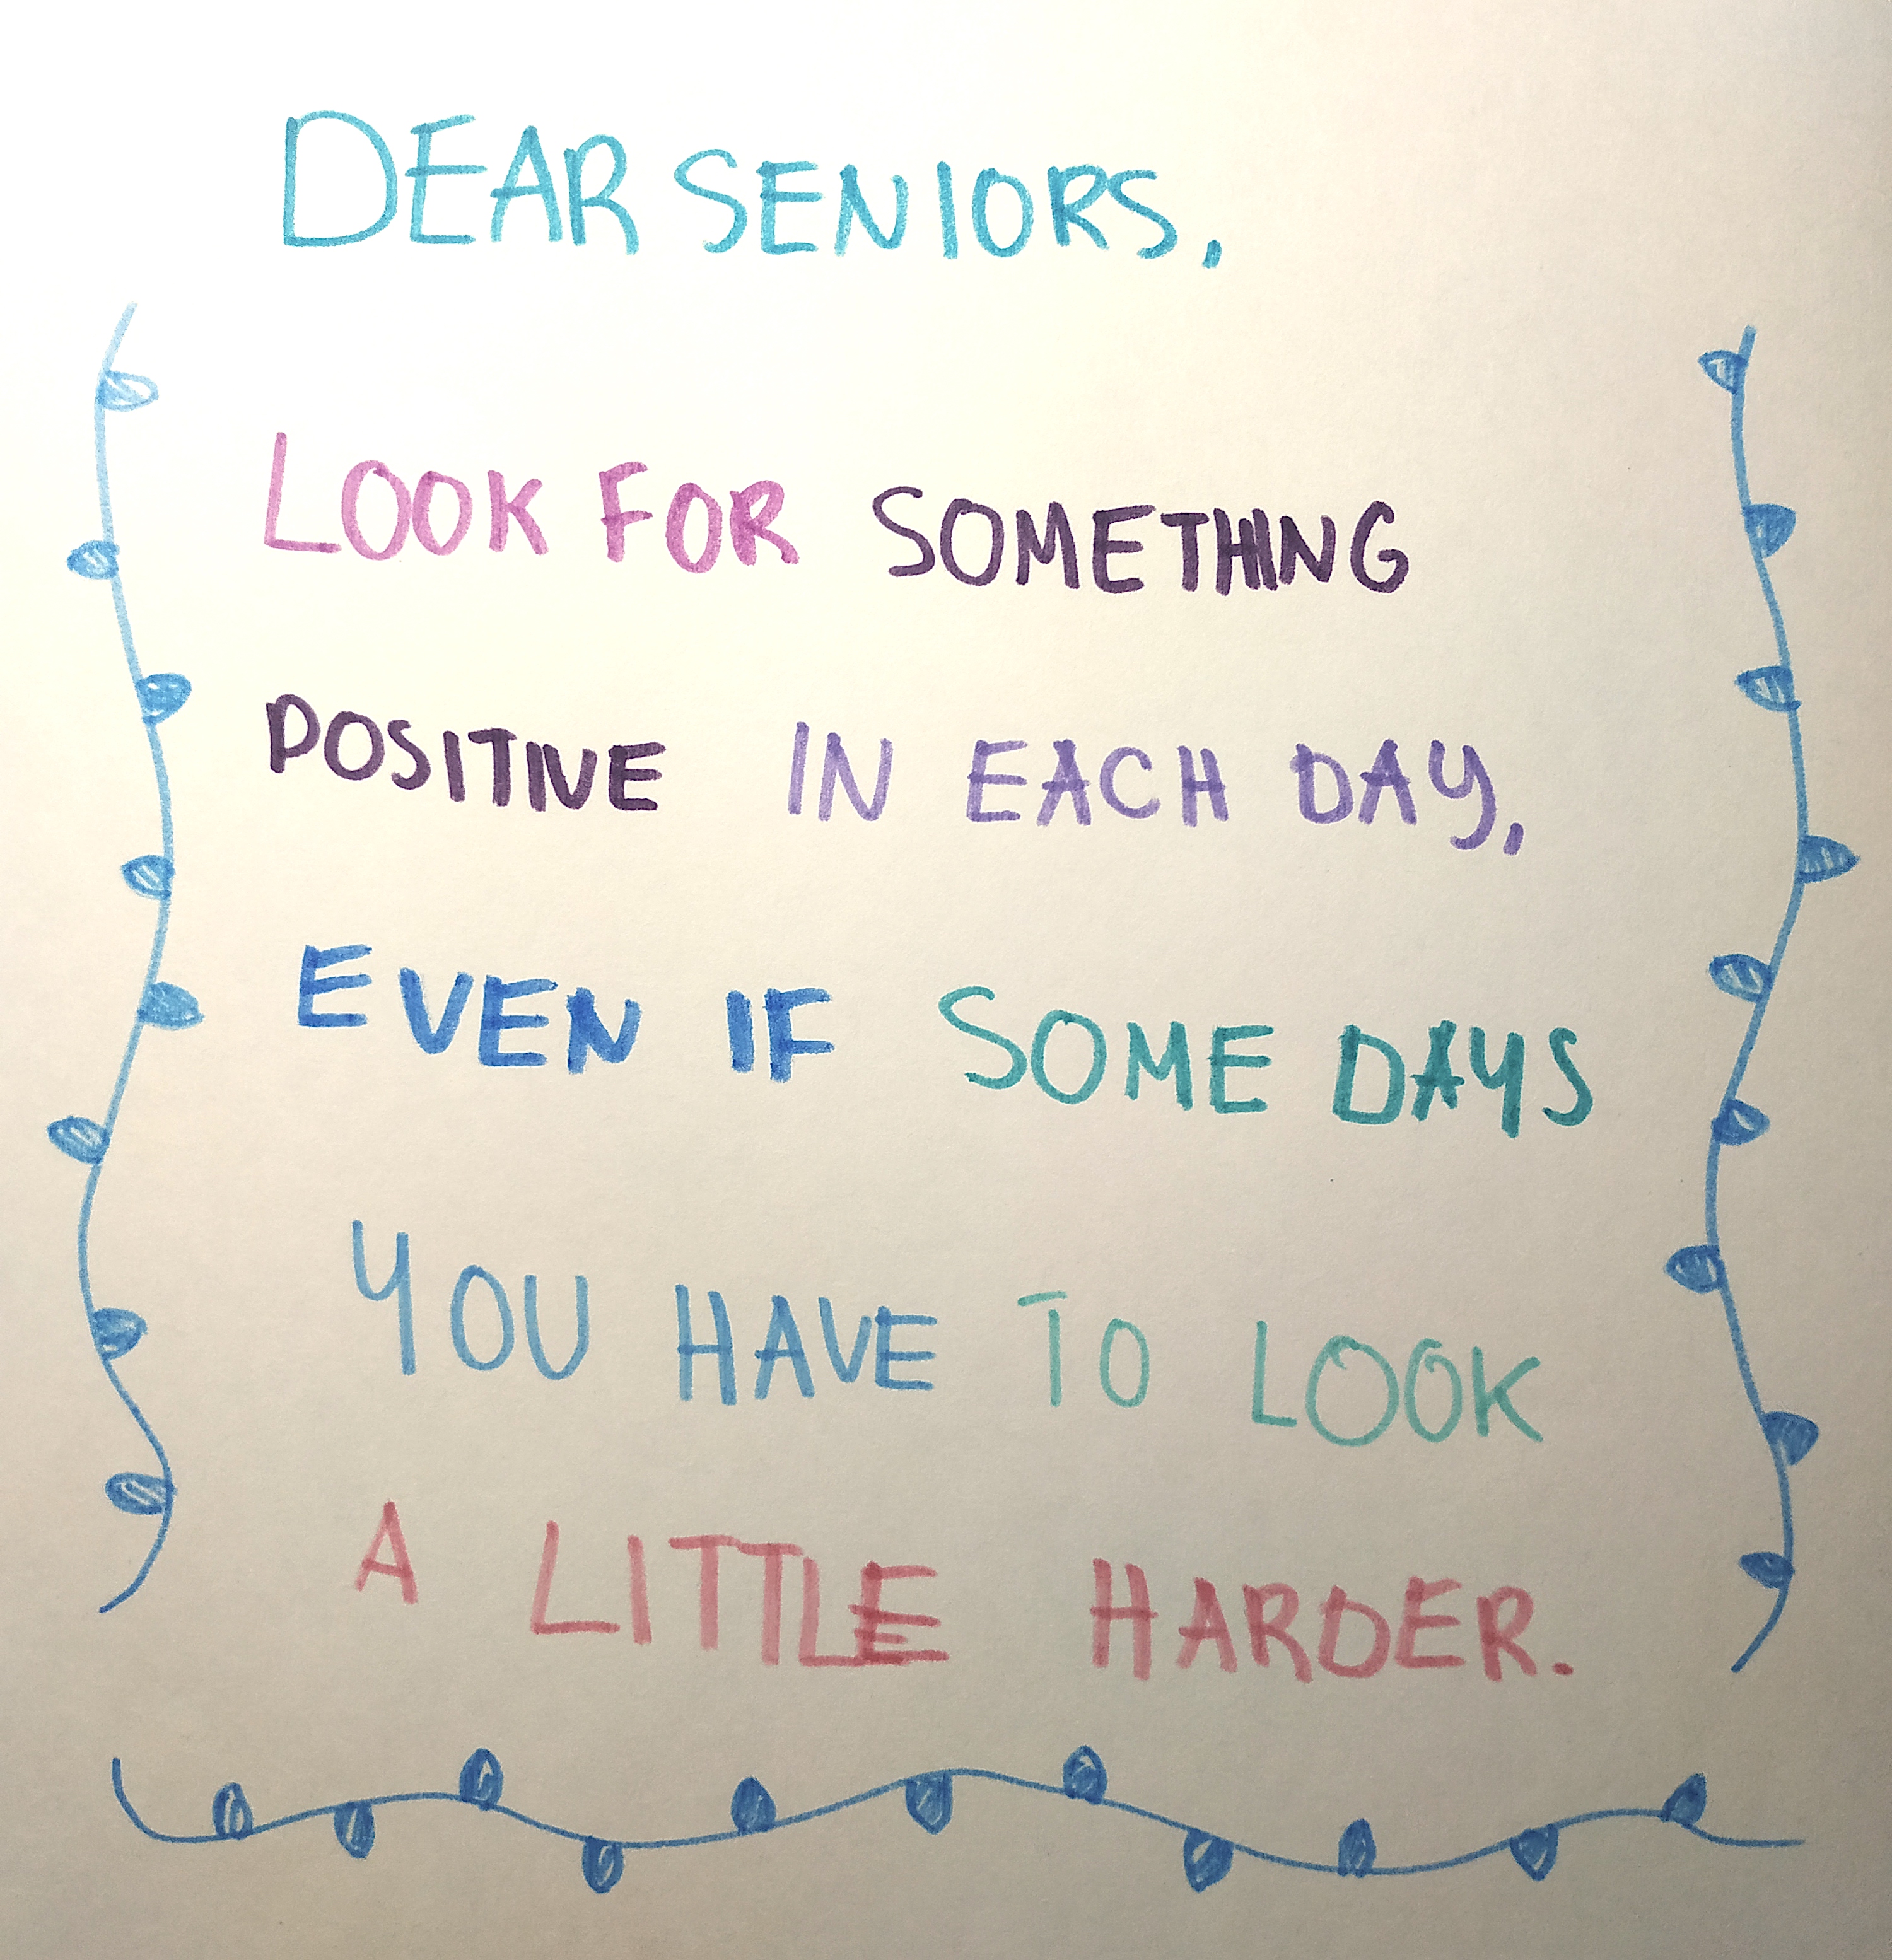 DEAR SENIORS,
LOOK FOR SOMETHING
POSITIVE IN EACH DAY,
EVEN IF SOME DAYS
YOU HAVE TO LOOK
A LITTLE HARDER.